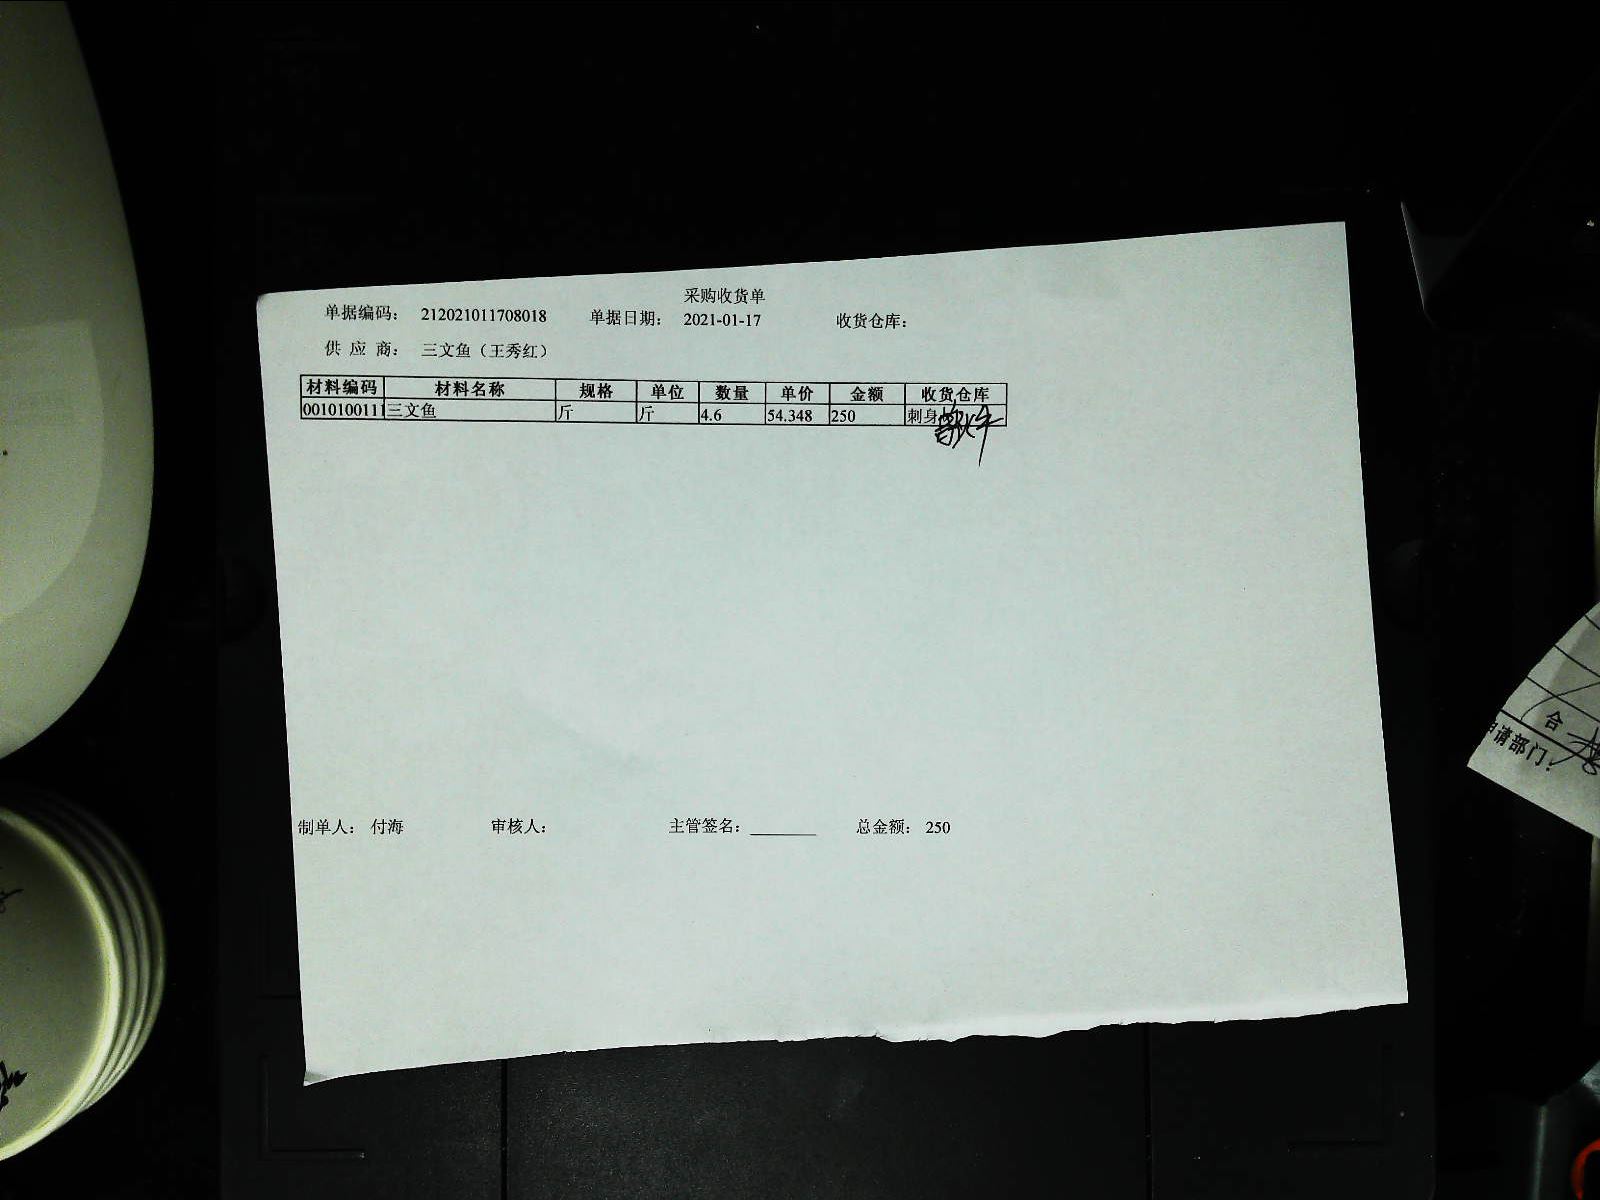 采购收货单
单据编码： 212021011708018 单据日期： 2021-01-17 收货仓库：
供 应 商： 三文鱼（王秀红）
材料编码 材料名称 规格 单位 数量 单价 金额 收货仓库
0010100111 三文鱼 斤 斤 4.6 54.348 250 刺身
制单人： 付海 审核人： 主管签名： 总金额： 250
合
申请部门：